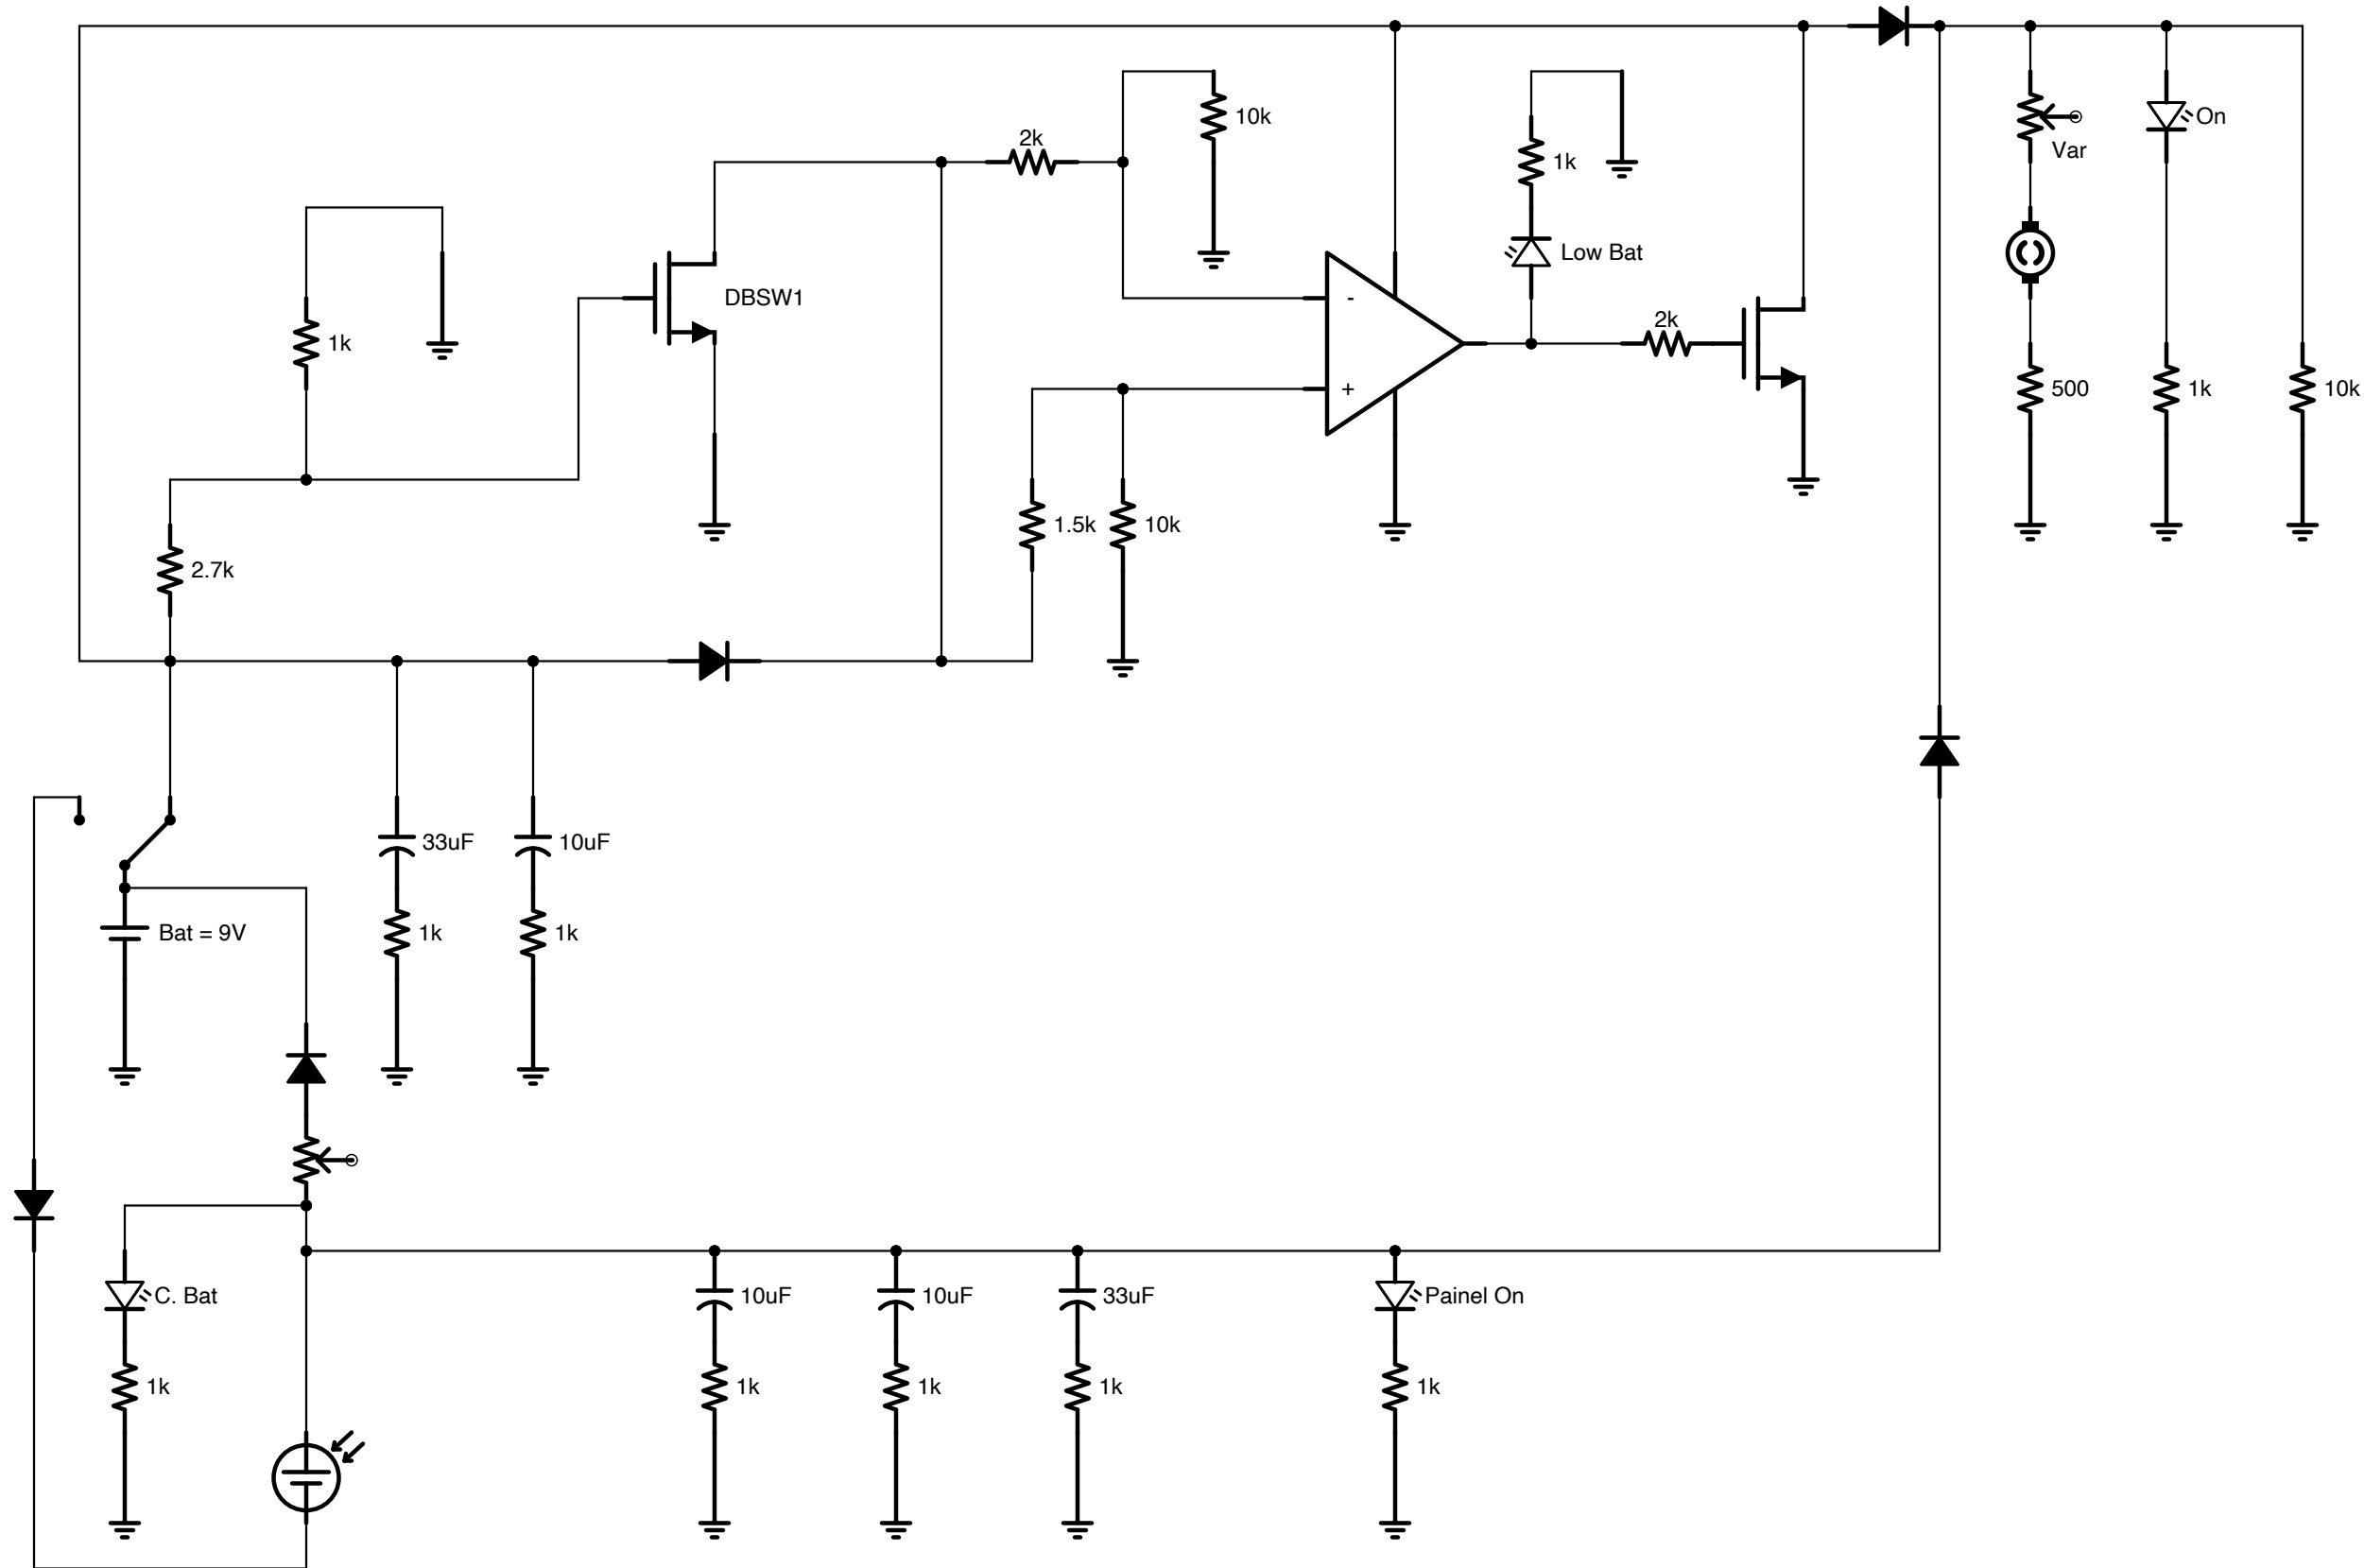 10k
On
2k
1k
Var
Low Bat
DBSW1
-
2k
1k
500
1k
10k
+
1.5k
10k
2.7k
33uF
10uF
Bat = 9V
1k
1k
C. Bat
10uF
10uF
33uF
Painel On
1k
1k
1k
1k
1k